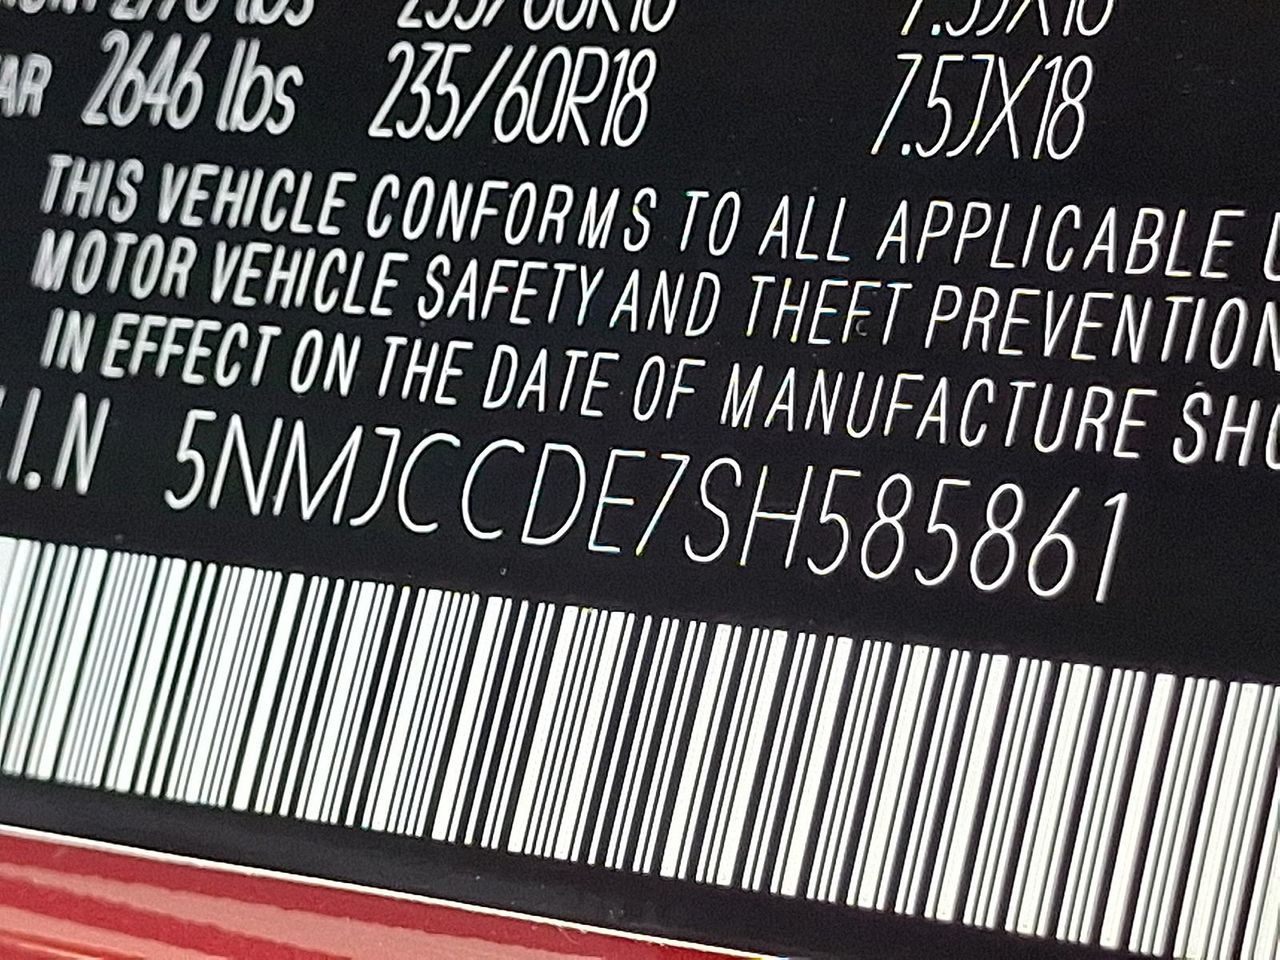 2646 lbs 235/60R18 7.5JX18
THIS VEHICLE CONFORMS TO ALL APPLICABLE
MOTOR VEHICLE SAFETY AND THEFT PREVENTION
IN EFFECT ON THE DATE OF MANUFACTURE
.I.N 5NMJCCDE7SH585861